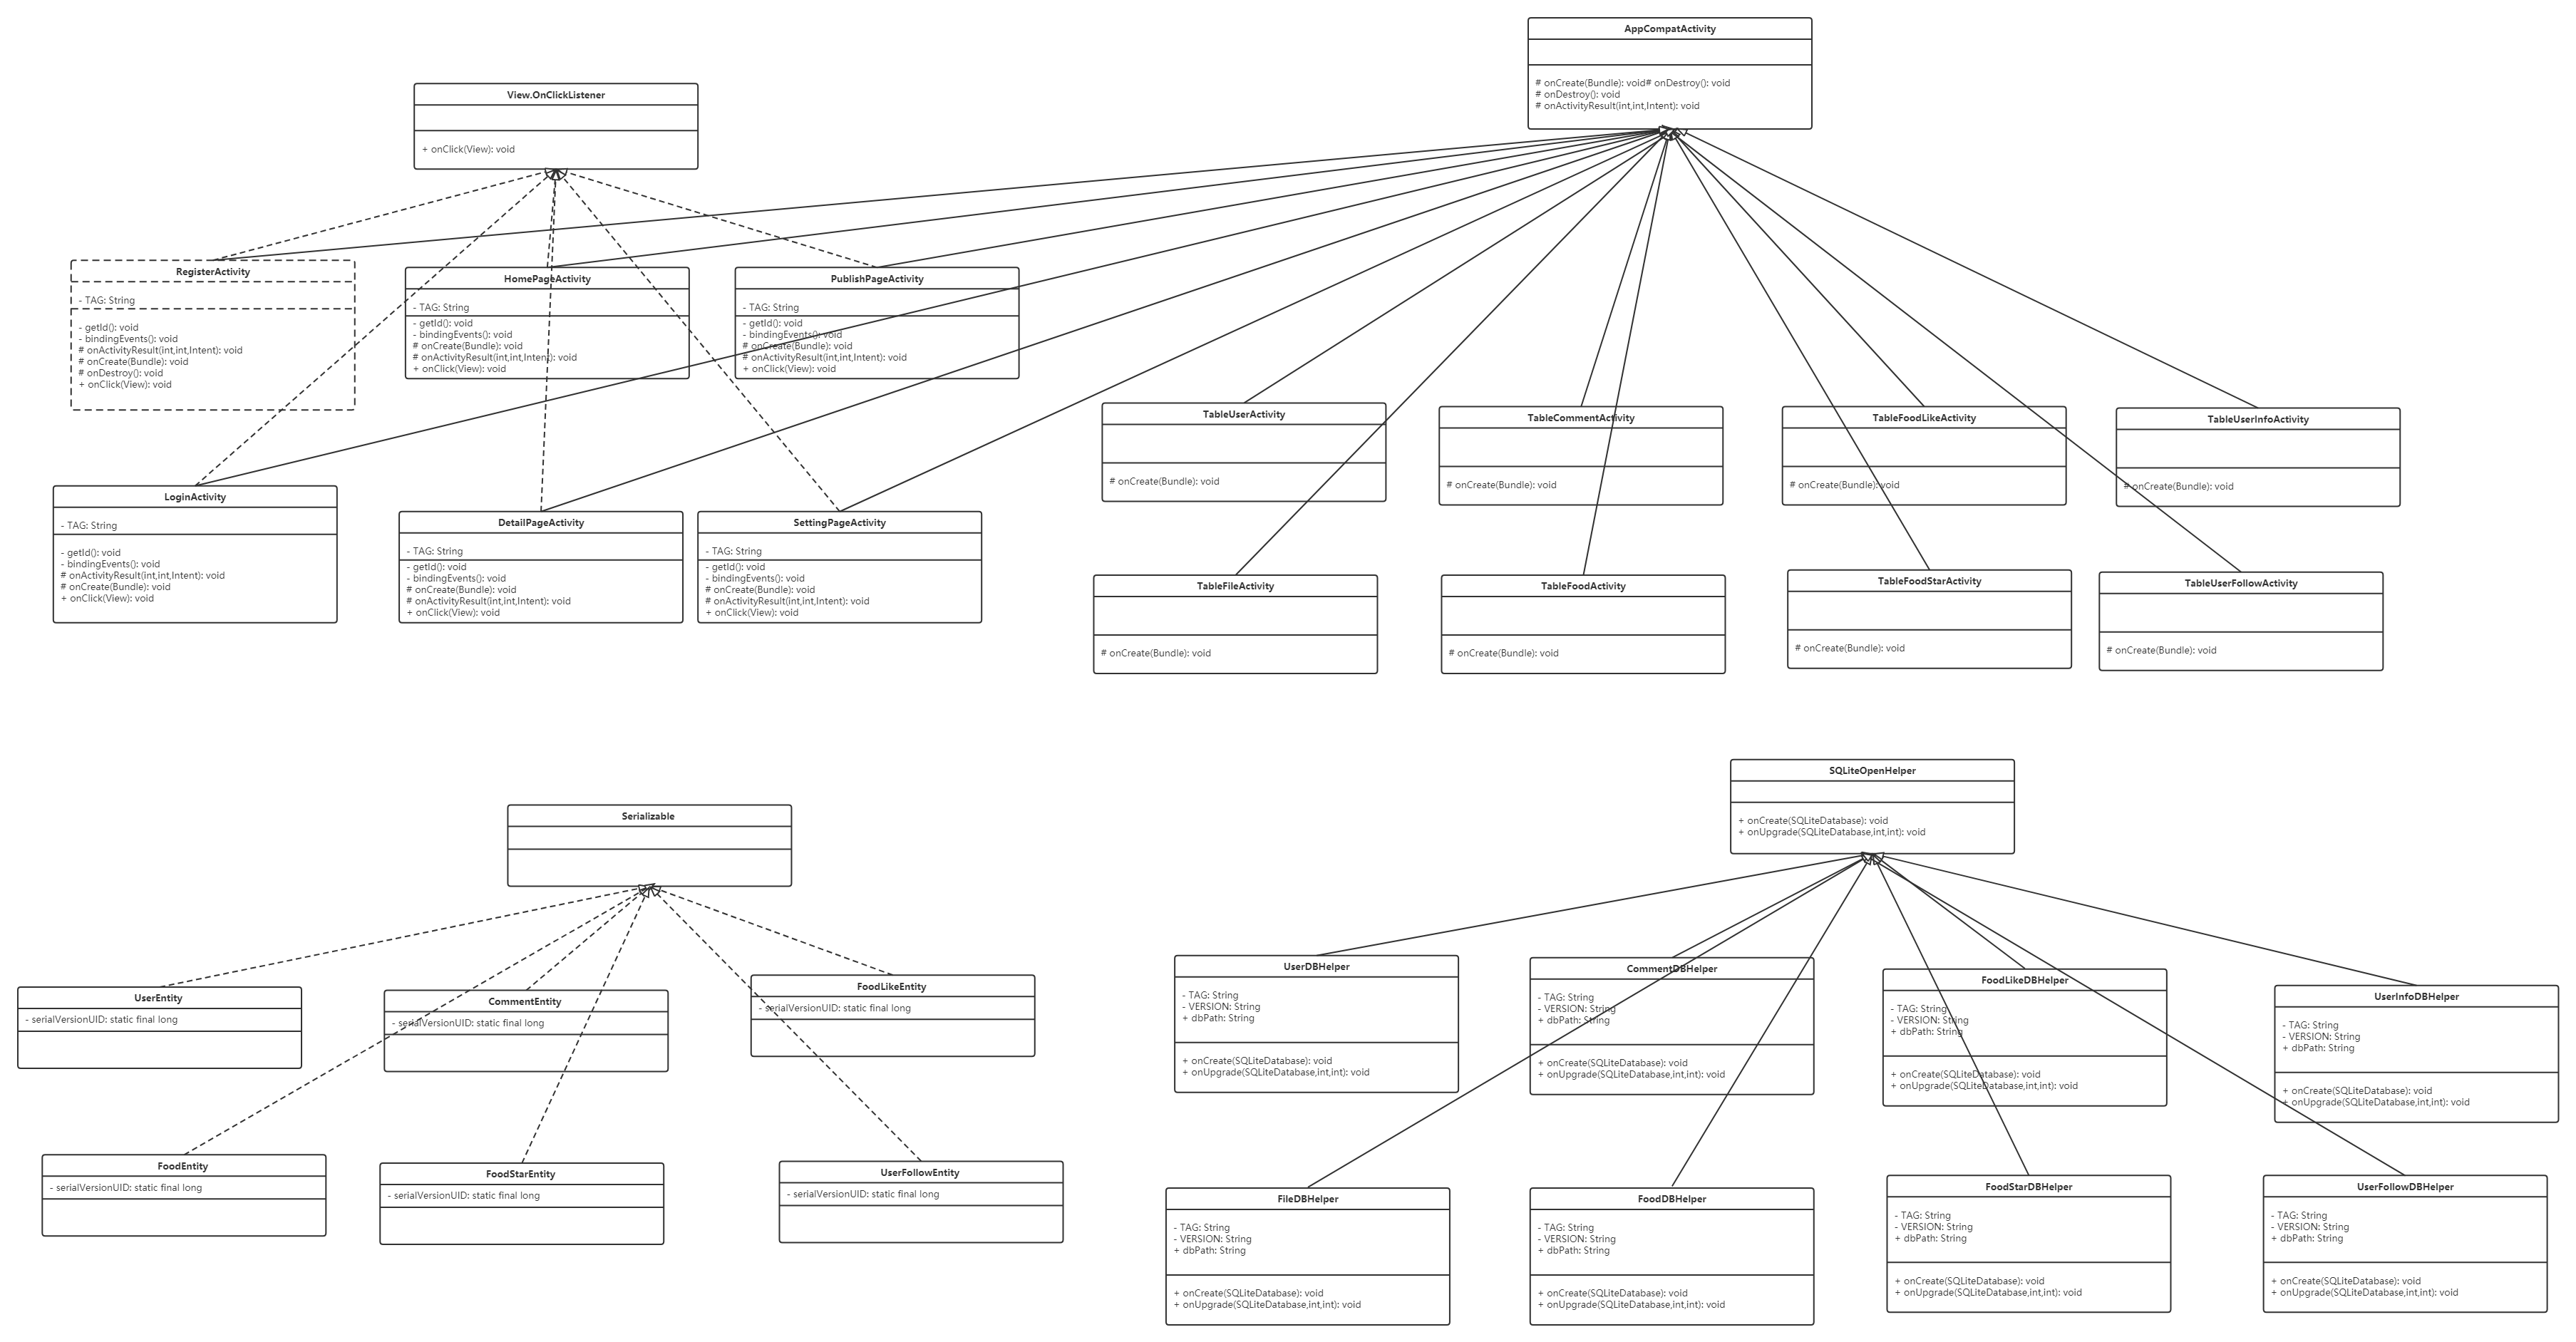 AppCompatActivity
# onCreate(Bundle): void# onDestroy(): void
# onDestroy(): void
# onActivityResult(int,int,Intent): void
View.OnClickListener
+ onClick(View): void
RegisterActivity
- TAG: String
- getId(): void
- bindingEvents(): void
# onActivityResult(int,int,Intent): void
# onCreate(Bundle): void
# onDestroy(): void
+ onClick(View): void
HomePageActivity
- TAG: String
- getId(): void
- bindingEvents(): void
# onCreate(Bundle): void
# onActivityResult(int,int,Intent): void
+ onClick(View): void
PublishPageActivity
- TAG: String
- getId(): void
- bindingEvents(): void
# onCreate(Bundle): void
# onActivityResult(int,int,Intent): void
+ onClick(View): void
TableUserActivity
# onCreate(Bundle): void
TableCommentActivity
# onCreate(Bundle): void
TableFoodLikeActivity
# onCreate(Bundle): void
TableUserInfoActivity
# onCreate(Bundle): void
LoginActivity
- TAG: String
- getId(): void
- bindingEvents(): void
# onActivityResult(int,int,Intent): void
# onCreate(Bundle): void
+ onClick(View): void
DetailPageActivity
- TAG: String
- getId(): void
- bindingEvents(): void
# onCreate(Bundle): void
# onActivityResult(int,int,Intent): void
+ onClick(View): void
SettingPageActivity
- TAG: String
- getId(): void
- bindingEvents(): void
# onCreate(Bundle): void
# onActivityResult(int,int,Intent): void
+ onClick(View): void
TableFileActivity
# onCreate(Bundle): void
TableFoodActivity
# onCreate(Bundle): void
TableFoodStarActivity
# onCreate(Bundle): void
TableUserFollowActivity
# onCreate(Bundle): void
Serializable
SQLiteOpenHelper
+ onCreate(SQLiteDatabase): void
+ onUpgrade(SQLiteDatabase,int,int): void
UserEntity
- serialVersionUID: static final long
CommentEntity
- serialVersionUID: static final long
FoodLikeEntity
- serialVersionUID: static final long
FoodEntity
- serialVersionUID: static final long
FoodStarEntity
- serialVersionUID: static final long
UserFollowEntity
- serialVersionUID: static final long
UserDBHelper
- TAG: String
- VERSION: String
+ dbPath: String
+ onCreate(SQLiteDatabase): void
+ onUpgrade(SQLiteDatabase,int,int): void
CommentDBHelper
- TAG: String
- VERSION: String
+ dbPath: String
+ onCreate(SQLiteDatabase): void
+ onUpgrade(SQLiteDatabase,int,int): void
FoodLikeDBHelper
- TAG: String
- VERSION: String
+ dbPath: String
+ onCreate(SQLiteDatabase): void
+ onUpgrade(SQLiteDatabase,int,int): void
UserInfoDBHelper
- TAG: String
- VERSION: String
+ dbPath: String
+ onCreate(SQLiteDatabase): void
+ onUpgrade(SQLiteDatabase,int,int): void
FileDBHelper
- TAG: String
- VERSION: String
+ dbPath: String
+ onCreate(SQLiteDatabase): void
+ onUpgrade(SQLiteDatabase,int,int): void
FoodDBHelper
- TAG: String
- VERSION: String
+ dbPath: String
+ onCreate(SQLiteDatabase): void
+ onUpgrade(SQLiteDatabase,int,int): void
FoodStarDBHelper
- TAG: String
- VERSION: String
+ dbPath: String
+ onCreate(SQLiteDatabase): void
+ onUpgrade(SQLiteDatabase,int,int): void
UserFollowDBHelper
- TAG: String
- VERSION: String
+ dbPath: String
+ onCreate(SQLiteDatabase): void
+ onUpgrade(SQLiteDatabase,int,int): void